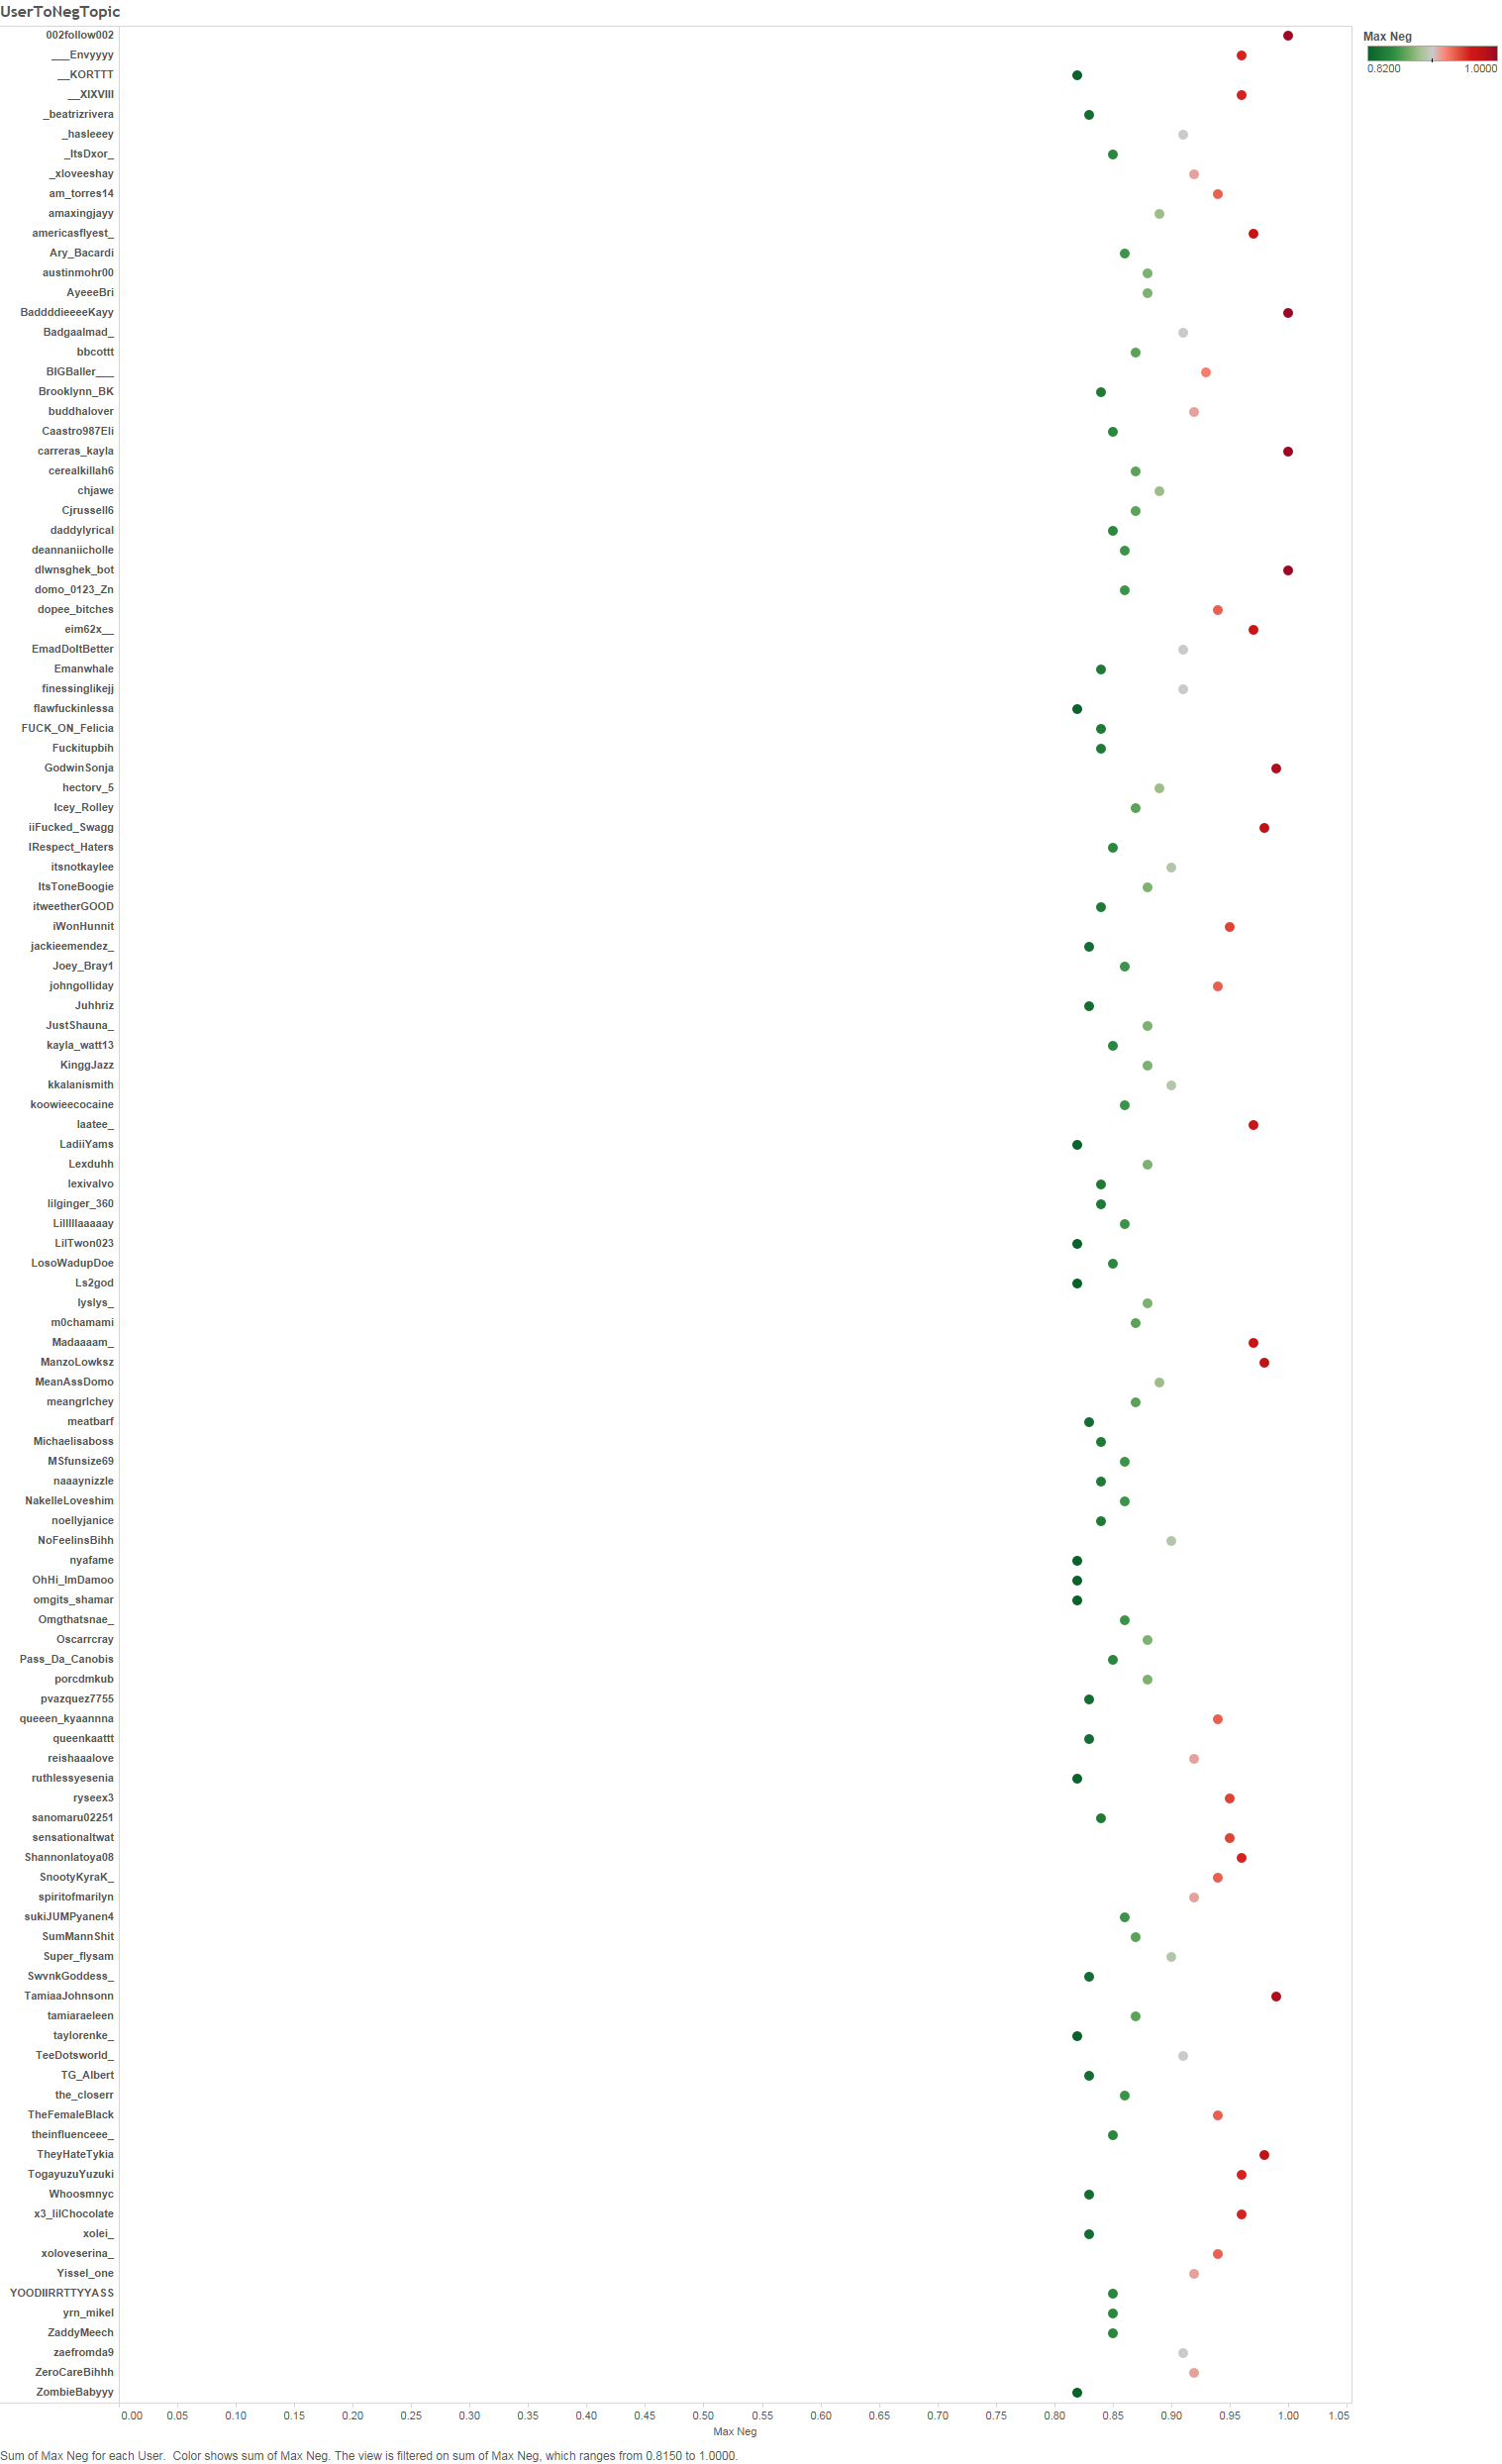 UserToNegTopic
Max Neg
0.8200 1.0000
002follow002
___Envyyyy
__KORTTT
__XIXVIII
_beatrizrivera
_hasleeey
_ItsDxor_
_xloveeshay
am_torres14
amaxingjayy
americasflyest_
Ary_Bacardi
austinmohr00
AyeeeBri
BaddddieeeeKayy
Badgaalmad_
bbcottt
BIGBaller___
Brooklynn_BK
buddhalover
Caastro987Eli
carreras_kayla
cerealkillah6
chjawe
Cjrussell6
daddylyrical
deannaniicholle
dlwnsghek_bot
domo_0123_Zn
dopee_bitches
eim62x__
EmadDoItBetter
Emanwhale
finessinglikejj
flawfuckinlessa
FUCK_ON_Felicia
Fuckitupbih
GodwinSonja
hectorv_5
Icey_Rolley
iiFucked_Swagg
IRespect_Haters
itsnotkaylee
ItsToneBoogie
itweetherGOOD
iWonHunnit
jackieemendez_
Joey_Bray1
johngolliday
Juhhriz
JustShauna_
kayla_watt13
KinggJazz
kkalanismith
koowieecocaine
laatee_
LadiiYams
Lexduhh
lexivalvo
lilginger_360
Lilllllaaaaay
LilTwon023
LosoWadupDoe
Ls2god
lyslys_
m0chamami
Madaaaam_
ManzoLowksz
MeanAssDomo
meangrlchey
meatbarf
Michaelisaboss
MSfunsize69
naaaynizzle
NakelleLoveshim
noellyjanice
NoFeelinsBihh
nyafame
OhHi_ImDamoo
omgits_shamar
Omgthatsnae_
Oscarrcray
Pass_Da_Canobis
porcdmkub
pvazquez7755
queeen_kyaannna
queenkaattt
reishaaalove
ruthlessyesenia
ryseex3
sanomaru02251
sensationaltwat
Shannonlatoya08
SnootyKyraK_
spiritofmarilyn
sukiJUMPyanen4
SumMannShit
Super_flysam
SwvnkGoddess_
TamiaaJohnsonn
tamiaraeleen
taylorenke_
TeeDotsworld_
TG_Albert
the_closerr
TheFemaleBlack
theinfluenceee_
TheyHateTykia
TogayuzuYuzuki
Whoosmnyc
x3_lilChocolate
xolei_
xoloveserina_
Yissel_one
YOODIIRRTTYYASS
yrn_mikel
ZaddyMeech
zaefromda9
ZeroCareBihhh
ZombieBabyyy
0.00 0.05 0.10 0.15 0.20 0.25 0.30 0.35 0.40 0.45 0.50 0.55 0.60 0.65 0.70 0.75 0.80 0.85 0.90 0.95 1.00 1.05
Max Neg
Sum of Max Neg for each User. Color shows sum of Max Neg. The view is filtered on sum of Max Neg, which ranges from 0.8150 to 1.0000.